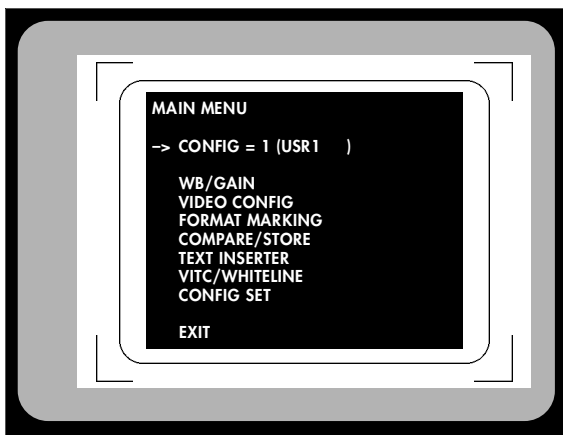 MAIN MENU
–> CONFIG = 1 (USR1    )
WB/GAIN
VIDEO CONFIG
FORMAT MARKING
COMPARE/STORE
TEXT INSERTER
VITC/WHITELINE
CONFIG SET
EXIT